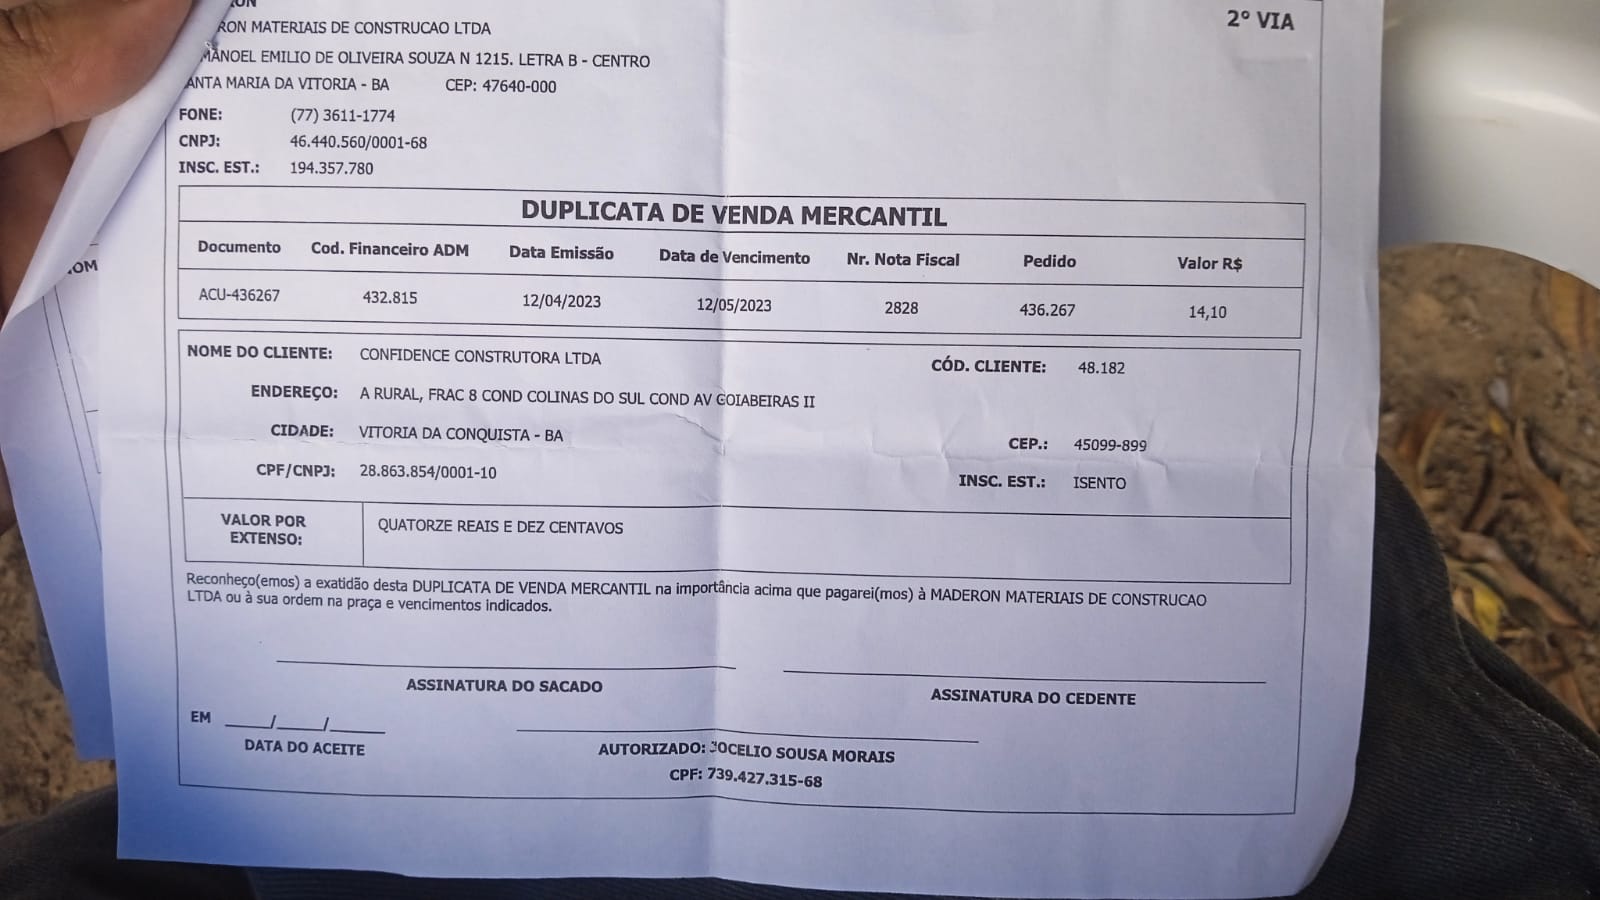 2° VIA
RON MATERIAIS DE CONSTRUCAO LTDA
MANOEL EMILIO DE OLIVEIRA SOUZA N 1215. LETRA B - CENTRO
ANTA MARIA DA VITORIA - BA CEP: 47640-000
FONE: (77) 3611-1774
CNPJ: 46.440.560/0001-68
INSC. EST.: 194.357.780
DUPLICATA DE VENDA MERCANTIL
Documento Cod. Financeiro ADM Data Emissão Data de Vencimento Nr. Nota Fiscal Pedido Valor R$
ACU-436267 432.815 12/04/2023 12/05/2023 2828 436.267 14,10
NOME DO CLIENTE: CONFIDENCE CONSTRUTORA LTDA CÓD. CLIENTE: 48.182
ENDEREÇO: A RURAL, FRAC 8 COND COLINAS DO SUL COND AV GOIABEIRAS II
CIDADE: VITORIA DA CONQUISTA - BA CEP.: 45099-899
CPF/CNPJ: 28.863.854/0001-10 INSC. EST.: ISENTO
VALOR POR EXTENSO: QUATORZE REAIS E DEZ CENTAVOS
Reconheço(emos) a exatidão desta DUPLICATA DE VENDA MERCANTIL na importância acima que pagarei(mos) à MADERON MATERIAIS DE CONSTRUCAO
LTDA ou à sua ordem na praça e vencimentos indicados.
ASSINATURA DO SACADO ASSINATURA DO CEDENTE
EM ____/____/_____
DATA DO ACEITE
AUTORIZADO: JOCELIO SOUSA MORAIS
CPF: 739.427.315-68